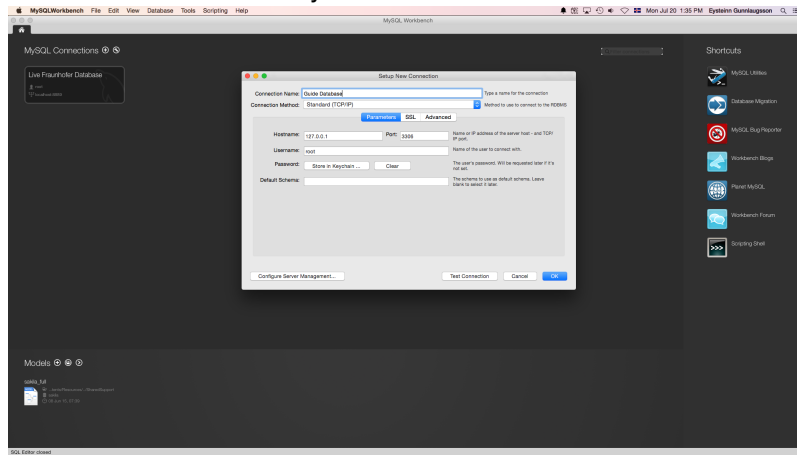 MySQLWorkbench File Edit View Database Tools Scripting Help Mon Jul 20 1:35 PM Eysteinn Gunnlaugsson
MySQL Workbench
MySQL Connections
Shortcuts
Live Fraunhofer Database
root
localhost:8889
Setup New Connection
Connection Name: Guide Database Type a name for the connection
Connection Method: Standard (TCP/IP) Method to use to connect to the RDBMS
Parameters SSL Advanced
Hostname: 127.0.0.1 Port: 3306 Name or IP address of the server host - and TCP/
IP port.
Username: root Name of the user to connect with.
Password: Store in Keychain ... Clear The user's password. Will be requested later if it's
not set.
Default Schema: The schema to use as default schema. Leave
blank to select it later.
Configure Server Management... Test Connection Cancel OK
MySQL Utilities
Database Migration
MySQL Bug Reporter
Workbench Blogs
Planet MySQL
Workbench Forum
Scripting Shell
Models
sakila_full
sakila
SQL Editor closed